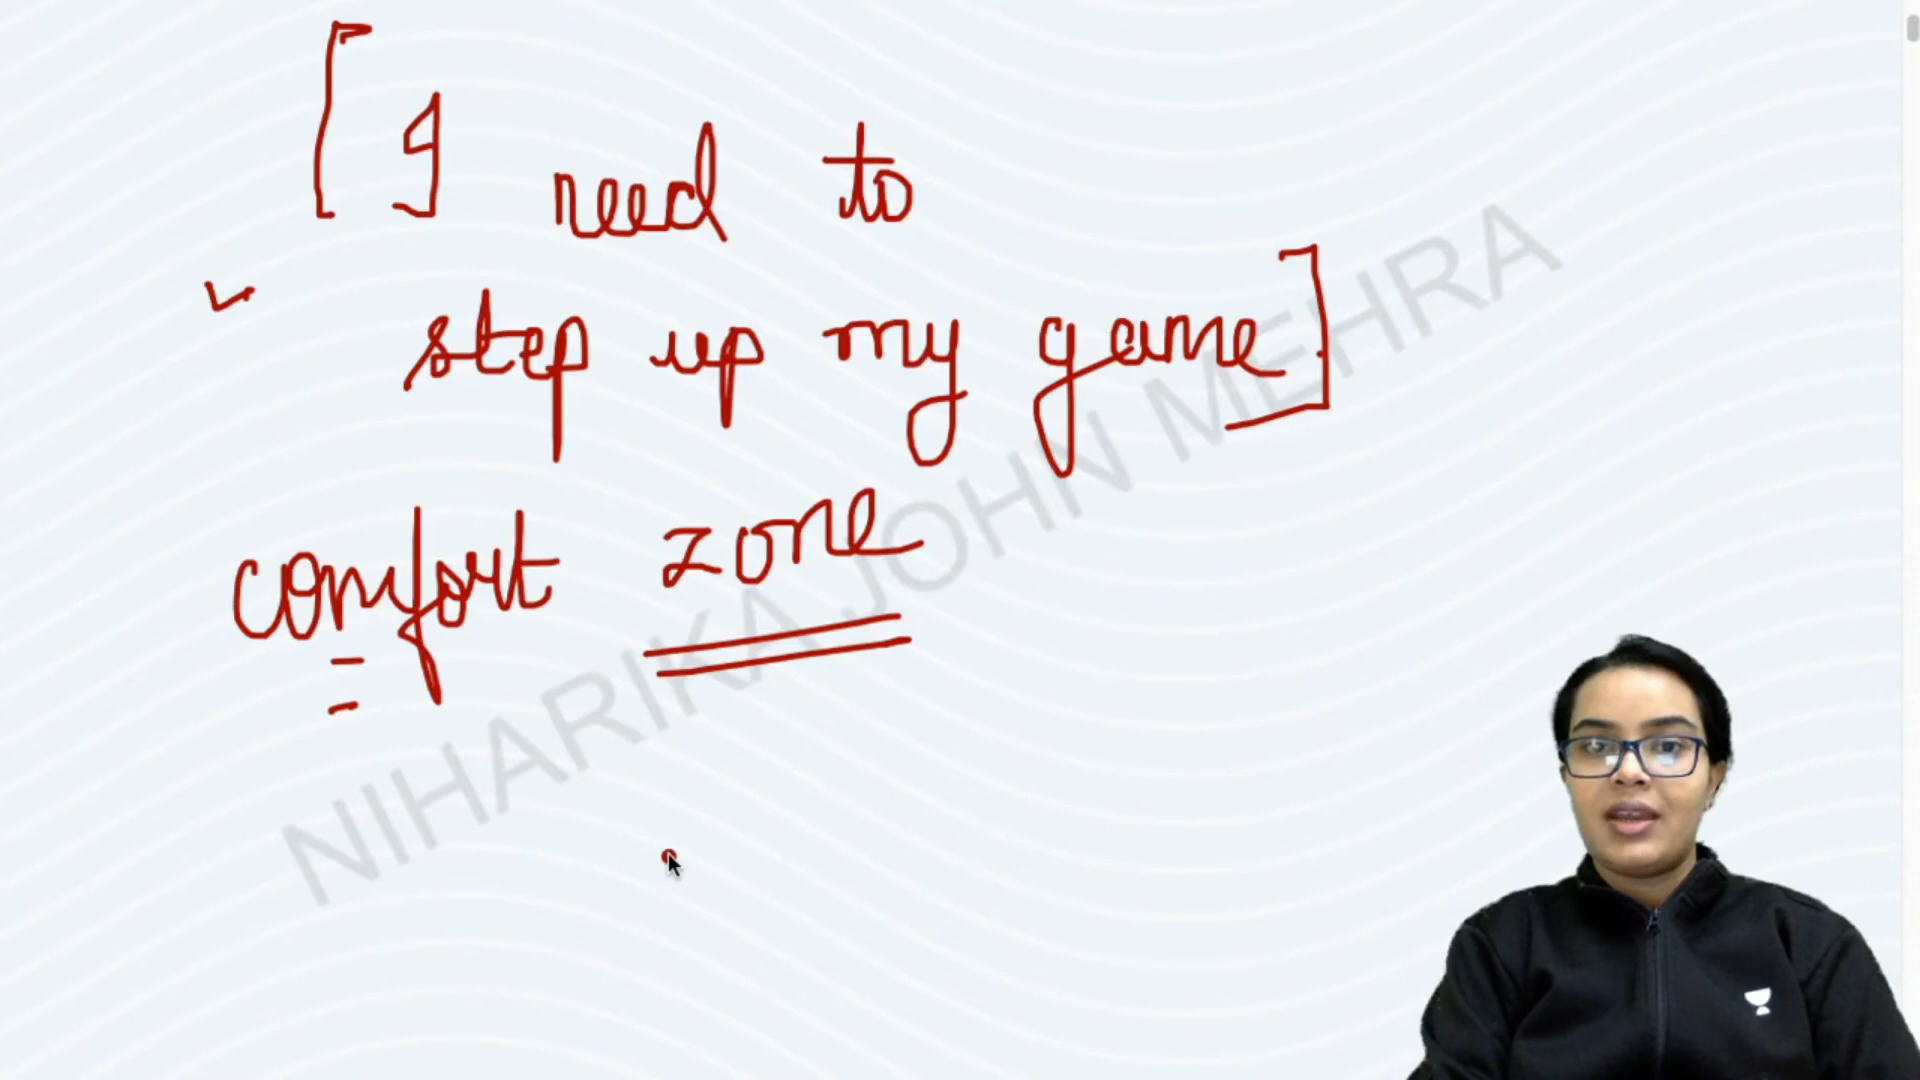 [I need to
step up my game]
comfort zone
NIHARIKA JOHN MEHRA